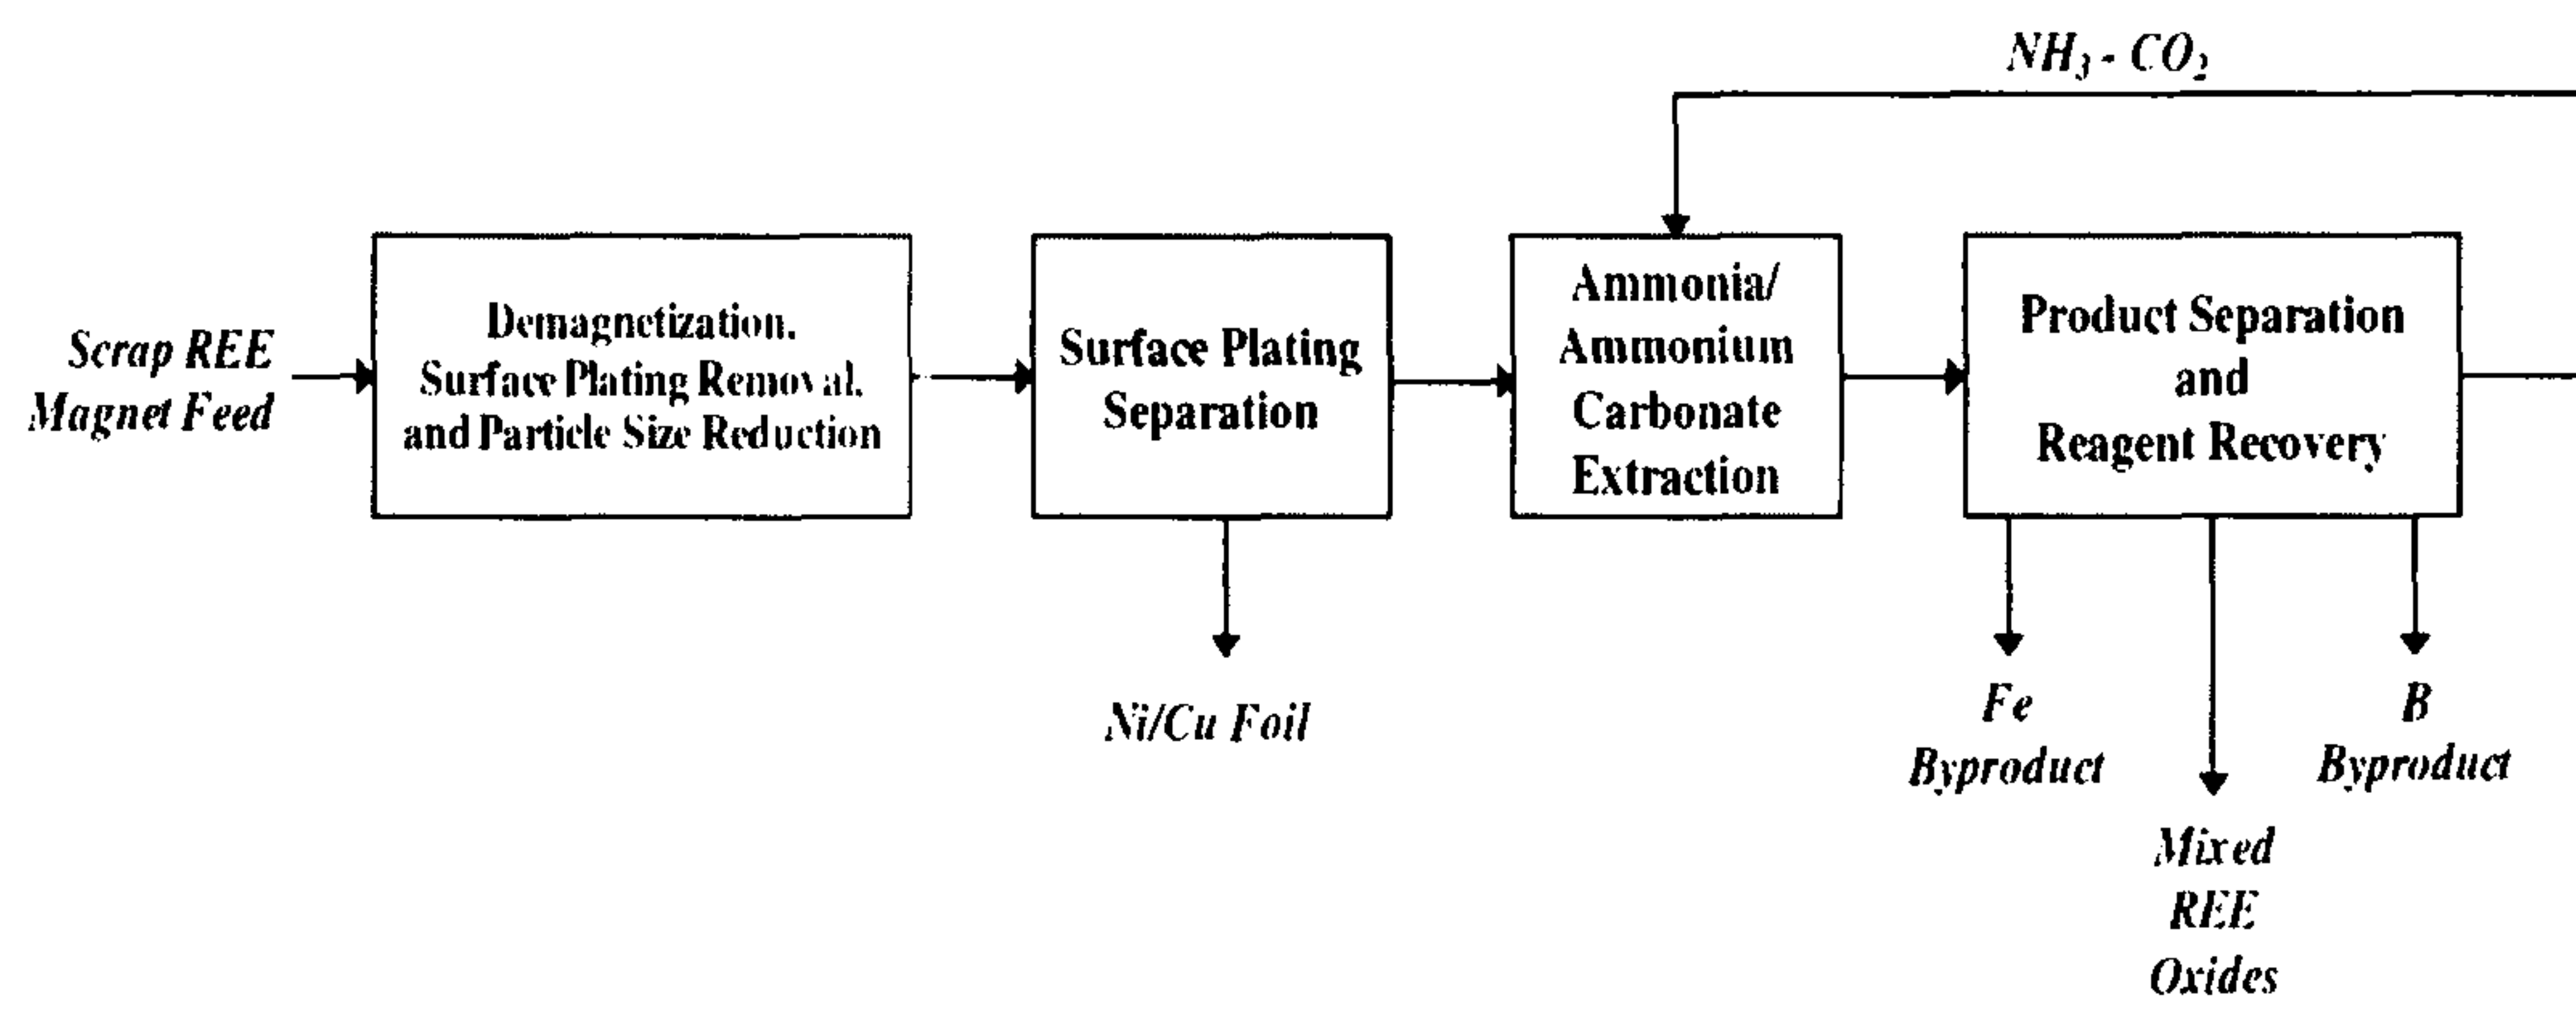 NH₃ - CO₂
Scrap REE
Magnet Feed
Demagnetization,
Surface Plating Removal,
and Particle Size Reduction
Surface Plating
Separation
Ammonia/
Ammonium
Carbonate
Extraction
Product Separation
and
Reagent Recovery
Ni/Cu Foil
Fe
Byproduct
Mixed
REE
Oxides
B
Byproduct